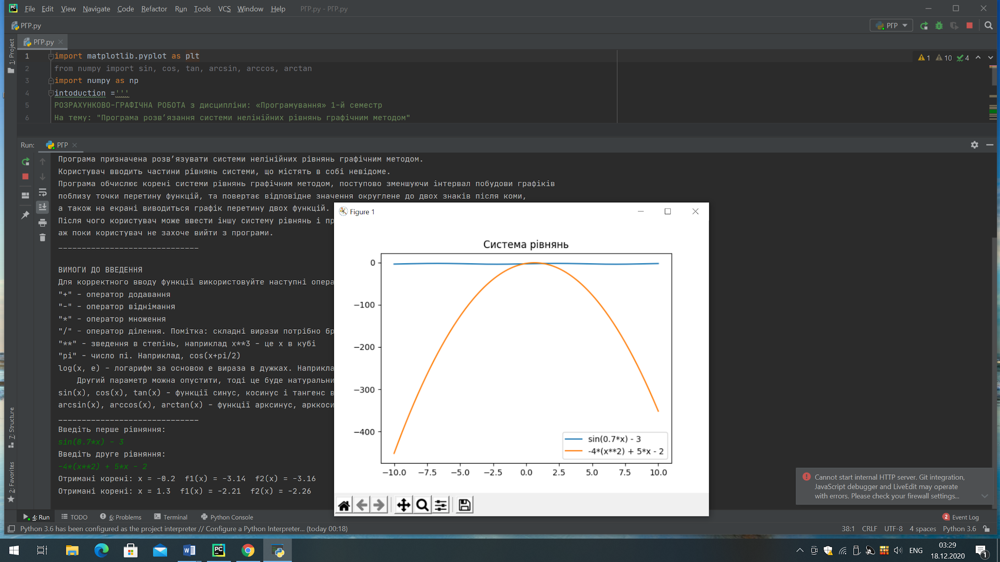 File Edit View Navigate Code Refactor Run Tools VCS Window Help РГР.py - РГР.py
РГР.py
РГР
РГР.py
1: Project
1 import matplotlib.pyplot as plt
1 10 4
2 from numpy import sin, cos, tan, arcsin, arccos, arctan
3 import numpy as np
4 intoduction ='''
5 РОЗРАХУНКОВО-ГРАФІЧНА РОБОТА з дисципліни: «Програмування» 1-й семестр
6 На тему: "Програма розв’язання системи нелінійних рівнянь графічним методом"
Run: РГР
Програма призначена розв’язувати системи нелінійних рівнянь графічним методом.
Користувач вводить частини рівнянь системи, що містять в собі невідоме.
Програма обчислює корені системи рівнянь графічним методом, поступово зменшуючи інтервал побудови графіків
поблизу точки перетину функцій, та повертає відповідне значення округлене до двох знаків після коми,
а також на екрані виводиться графік перетину двох функцій.
Після чого користувач може ввести іншу систему рівнянь і пр
аж поки користувач не захоче вийти з програми.
------------------------------
ВИМОГИ ДО ВВЕДЕННЯ
Для корректного вводу функції використовуйте наступні опера
"+" - оператор додавання
"-" - оператор віднімання
"*" - оператор множення
"/" - оператор ділення. Помітка: складні вирази потрібно бр
"**" - зведення в степінь, наприклад x**3 - це x в кубі
"pi" - число пі. Наприклад, cos(x+pi/2)
log(x, e) - логарифм за основою e вираза в дужках. Наприкла
Другий параметр можна опустити, тоді це буде натуральни
sin(x), cos(x), tan(x) - функції синус, косинус і тангенс в
arcsin(x), arccos(x), arctan(x) - функції арксинус, арккоси
------------------------------
Введіть перше рівняння:
sin(0.7*x) - 3
Введіть друге рівняння:
-4*(x**2) + 5*x - 2
Отримані корені: x = -0.2 f1(x) = -3.14 f2(x) = -3.16
Отримані корені: x = 1.3 f1(x) = -2.21 f2(x) = -2.26
7: Structure
2: Favorites
Figure 1
Система рівнянь
0
−100
−200
−300
−400
sin(0.7*x) - 3
-4*(x**2) + 5*x - 2
−10.0 −7.5 −5.0 −2.5 0.0 2.5 5.0 7.5 10.0
Cannot start internal HTTP server. Git integration,
JavaScript debugger and LiveEdit may operate
with errors. Please check your firewall settings...
4: Run TODO 6: Problems Terminal Python Console 2 Event Log
Python 3.6 has been configured as the project interpreter // Configure a Python Interpreter... (today 00:18) 38:1 CRLF UTF-8 4 spaces Python 3.6
ENG
03:29
18.12.2020
1